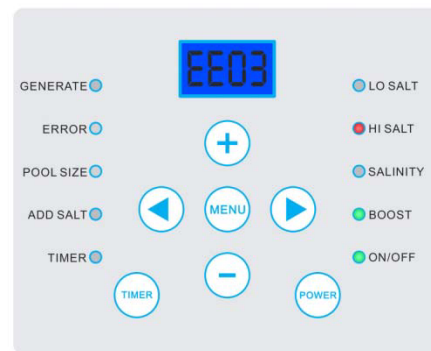 EE03
GENERATE
ERROR
POOL SIZE
ADD SALT
TIMER
+
MENU
−
TIMER
POWER
LO SALT
HI SALT
SALINITY
BOOST
ON/OFF